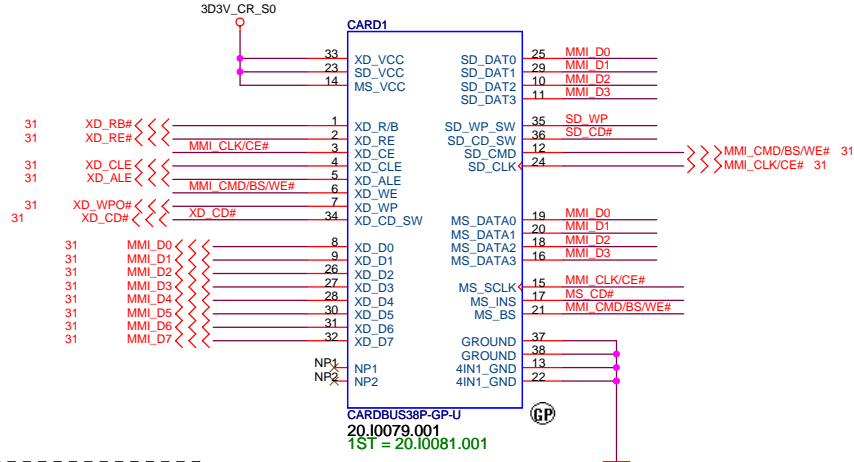 3D3V_CR_S0
CARD1
33 XD_VCC
23 SD_VCC
14 MS_VCC
31 XD_RB# 1 XD_R/B
31 XD_RE# 2 XD_RE
MMI_CLK/CE# 3 XD_CE
31 XD_CLE 4 XD_CLE
31 XD_ALE 5 XD_ALE
MMI_CMD/BS/WE# 6 XD_WE
31 XD_WPO# 7 XD_WP
31 XD_CD# XD_CD# 34 XD_CD_SW
31 MMI_D0 8 XD_D0
31 MMI_D1 9 XD_D1
31 MMI_D2 26 XD_D2
31 MMI_D3 27 XD_D3
31 MMI_D4 28 XD_D4
31 MMI_D5 30 XD_D5
31 MMI_D6 31 XD_D6
31 MMI_D7 32 XD_D7
NP1 NP1
NP2 NP2
SD_DAT0 25 MMI_D0
SD_DAT1 29 MMI_D1
SD_DAT2 10 MMI_D2
SD_DAT3 11 MMI_D3
SD_WP_SW 35 SD_WP
SD_CD_SW 36 SD_CD#
SD_CMD 12 MMI_CMD/BS/WE# 31
SD_CLK 24 MMI_CLK/CE# 31
MS_DATA0 19 MMI_D0
MS_DATA1 20 MMI_D1
MS_DATA2 18 MMI_D2
MS_DATA3 16 MMI_D3
MS_SCLK 15 MMI_CLK/CE#
MS_INS 17 MS_CD#
MS_BS 21 MMI_CMD/BS/WE#
GROUND 37
GROUND 38
4IN1_GND 13
4IN1_GND 22
CARDBUS38P-GP-U
GP
20.I0079.001
1ST = 20.I0081.001